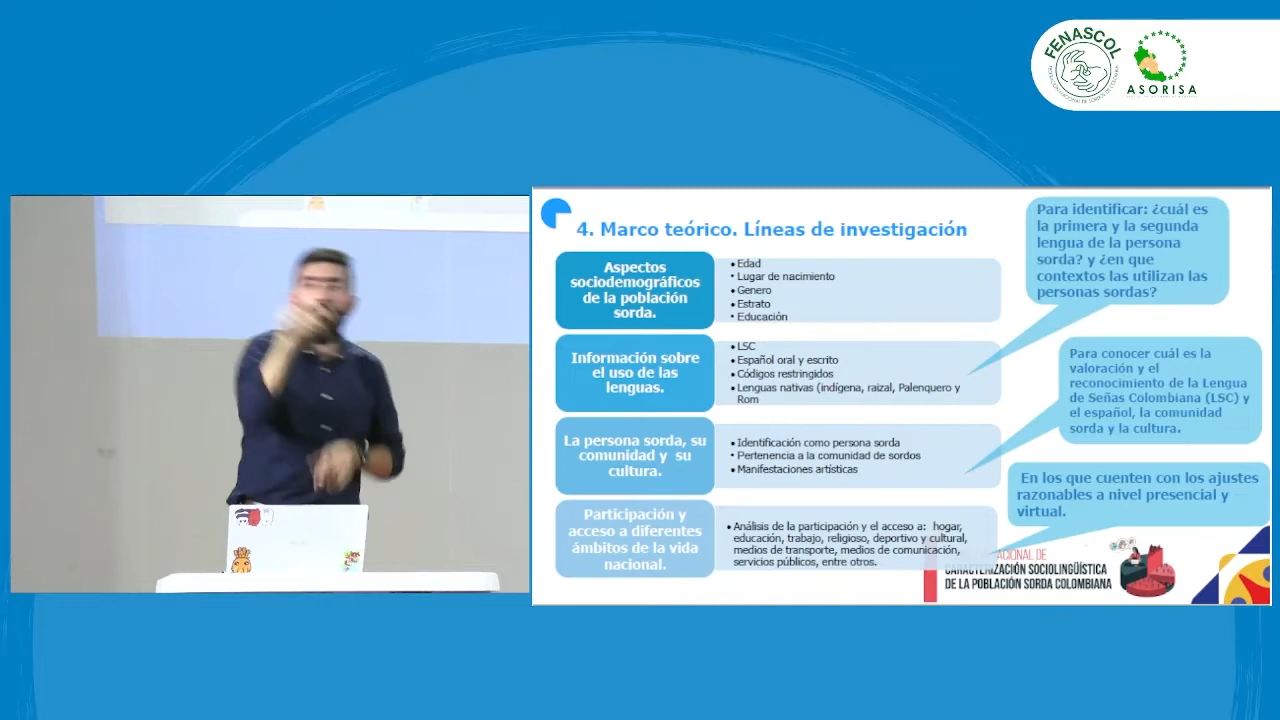 FENASCOL
FEDERACIÓN NACIONAL DE SORDOS DE COLOMBIA
ASORISA
4. Marco teórico. Líneas de investigación
Aspectos
sociodemográficos
de la población
sorda.
• Edad
• Lugar de nacimiento
• Genero
• Estrato
• Educación
Para identificar: ¿cuál es
la primera y la segunda
lengua de la persona
sorda? y ¿en que
contextos las utilizan las
personas sordas?
Información sobre
el uso de las
lenguas.
• LSC
• Español oral y escrito
• Códigos restringidos
• Lenguas nativas (indígena, raizal, Palenquero y
Rom
Para conocer cuál es la
valoración y el
reconocimiento de la Lengua
de Señas Colombiana (LSC) y
el español, la comunidad
sorda y la cultura.
La persona sorda, su
comunidad y su
cultura.
• Identificación como persona sorda
• Pertenencia a la comunidad de sordos
• Manifestaciones artísticas
En los que cuenten con los ajustes
razonables a nivel presencial y
virtual.
Participación y
acceso a diferentes
ámbitos de la vida
nacional.
• Análisis de la participación y el acceso a: hogar,
educación, trabajo, religioso, deportivo y cultural,
medios de transporte, medios de comunicación,
servicios públicos, entre otros.
ACIONAL DE
CARACTERIZACIÓN SOCIOLINGÜÍSTICA
DE LA POBLACIÓN SORDA COLOMBIANA